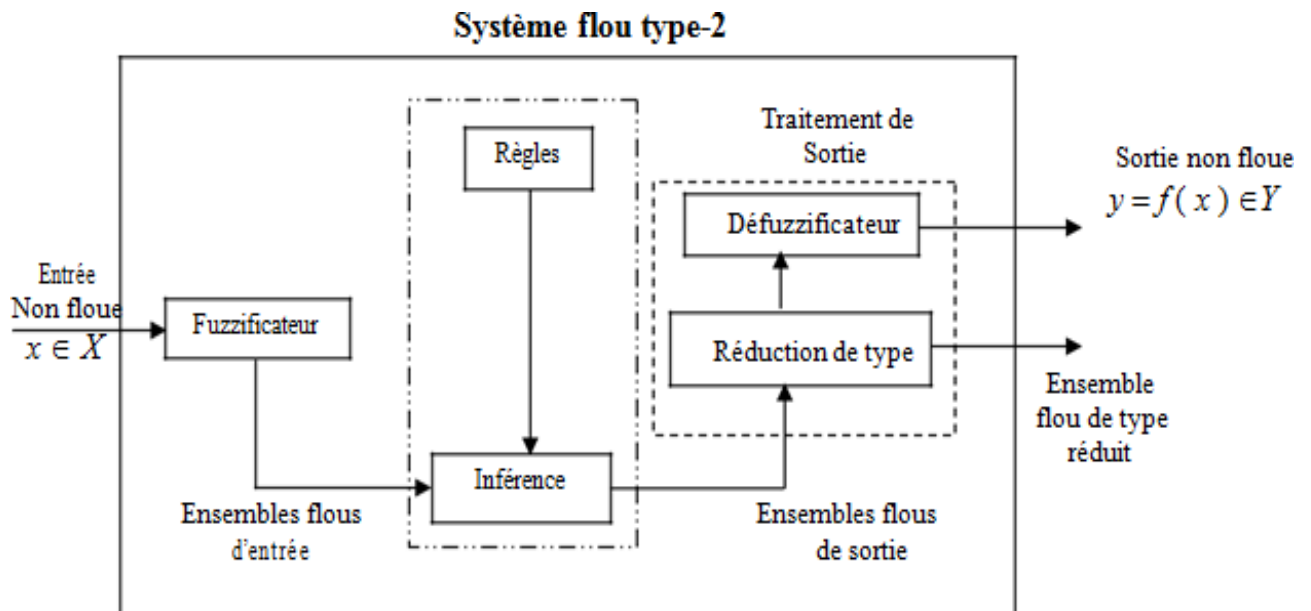 Système flou type-2
Règles
Traitement de
Sortie
Sortie non floue
y = f( x ) ∈ Y
Défuzzificateur
Entrée
Non floue
x ∈ X
Fuzzificateur
Réduction de type
Ensemble
flou de type
réduit
Inférence
Ensembles flous
d'entrée
Ensembles flous
de sortie